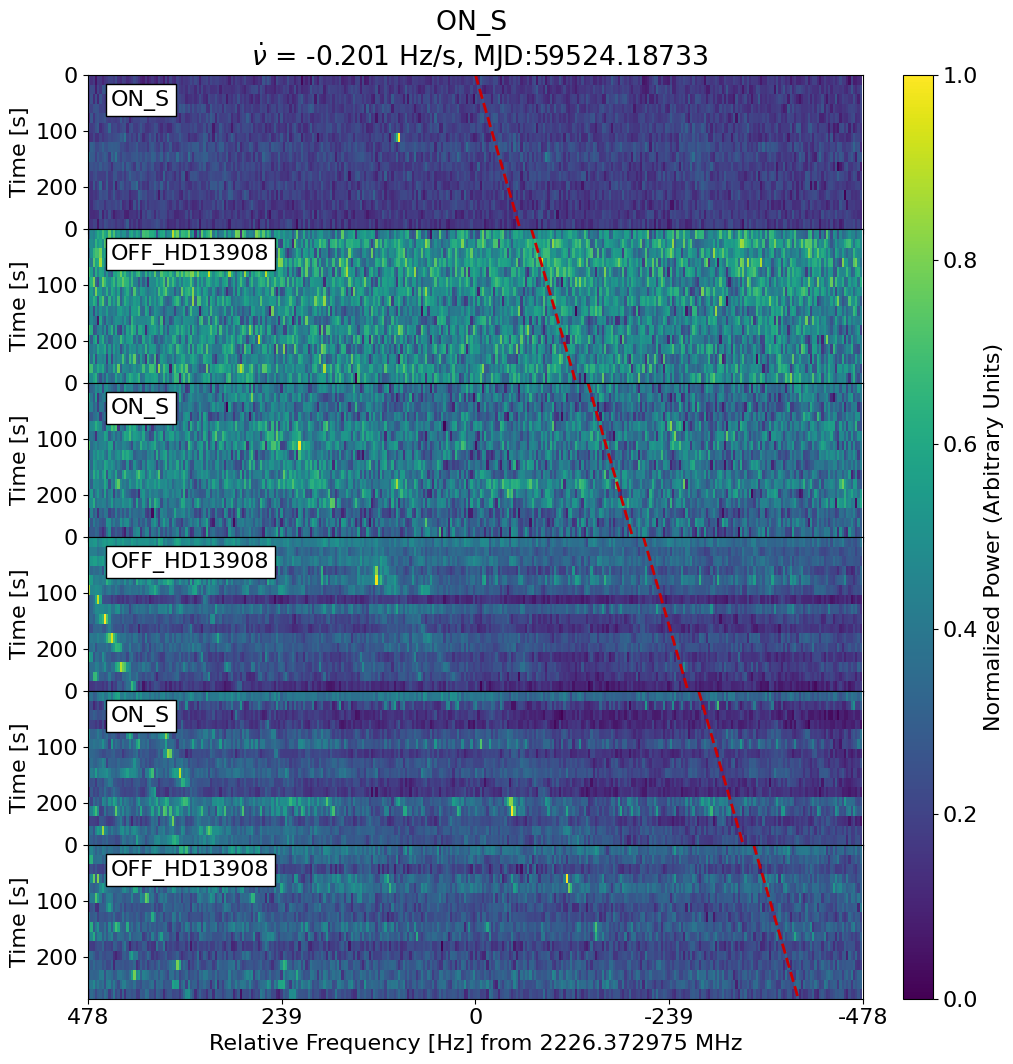 ON_S
ν̇ = -0.201 Hz/s, MJD:59524.18733
0
100
200
Time [s]
ON_S
0
100
200
Time [s]
OFF_HD13908
0
100
200
Time [s]
ON_S
0
100
200
Time [s]
OFF_HD13908
0
100
200
Time [s]
ON_S
0
100
200
Time [s]
OFF_HD13908
478
239
0
-239
-478
Relative Frequency [Hz] from 2226.372975 MHz
1.0
0.8
0.6
0.4
0.2
0.0
Normalized Power (Arbitrary Units)